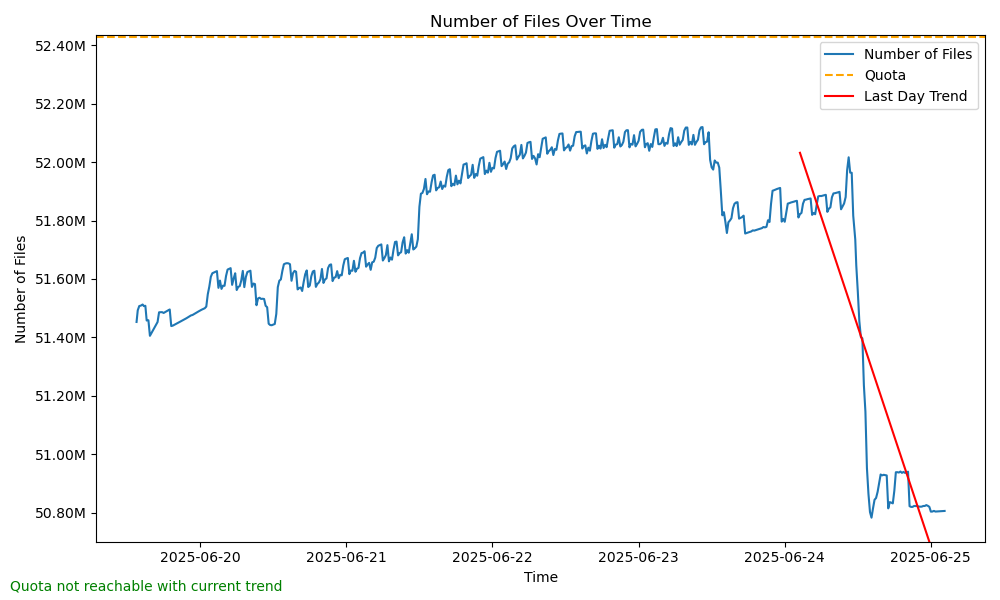 Number of Files Over Time
Number of Files
Quota
Last Day Trend
52.40M
52.20M
52.00M
51.80M
51.60M
51.40M
51.20M
51.00M
50.80M
Number of Files
2025-06-20
2025-06-21
2025-06-22
2025-06-23
2025-06-24
2025-06-25
Time
Quota not reachable with current trend